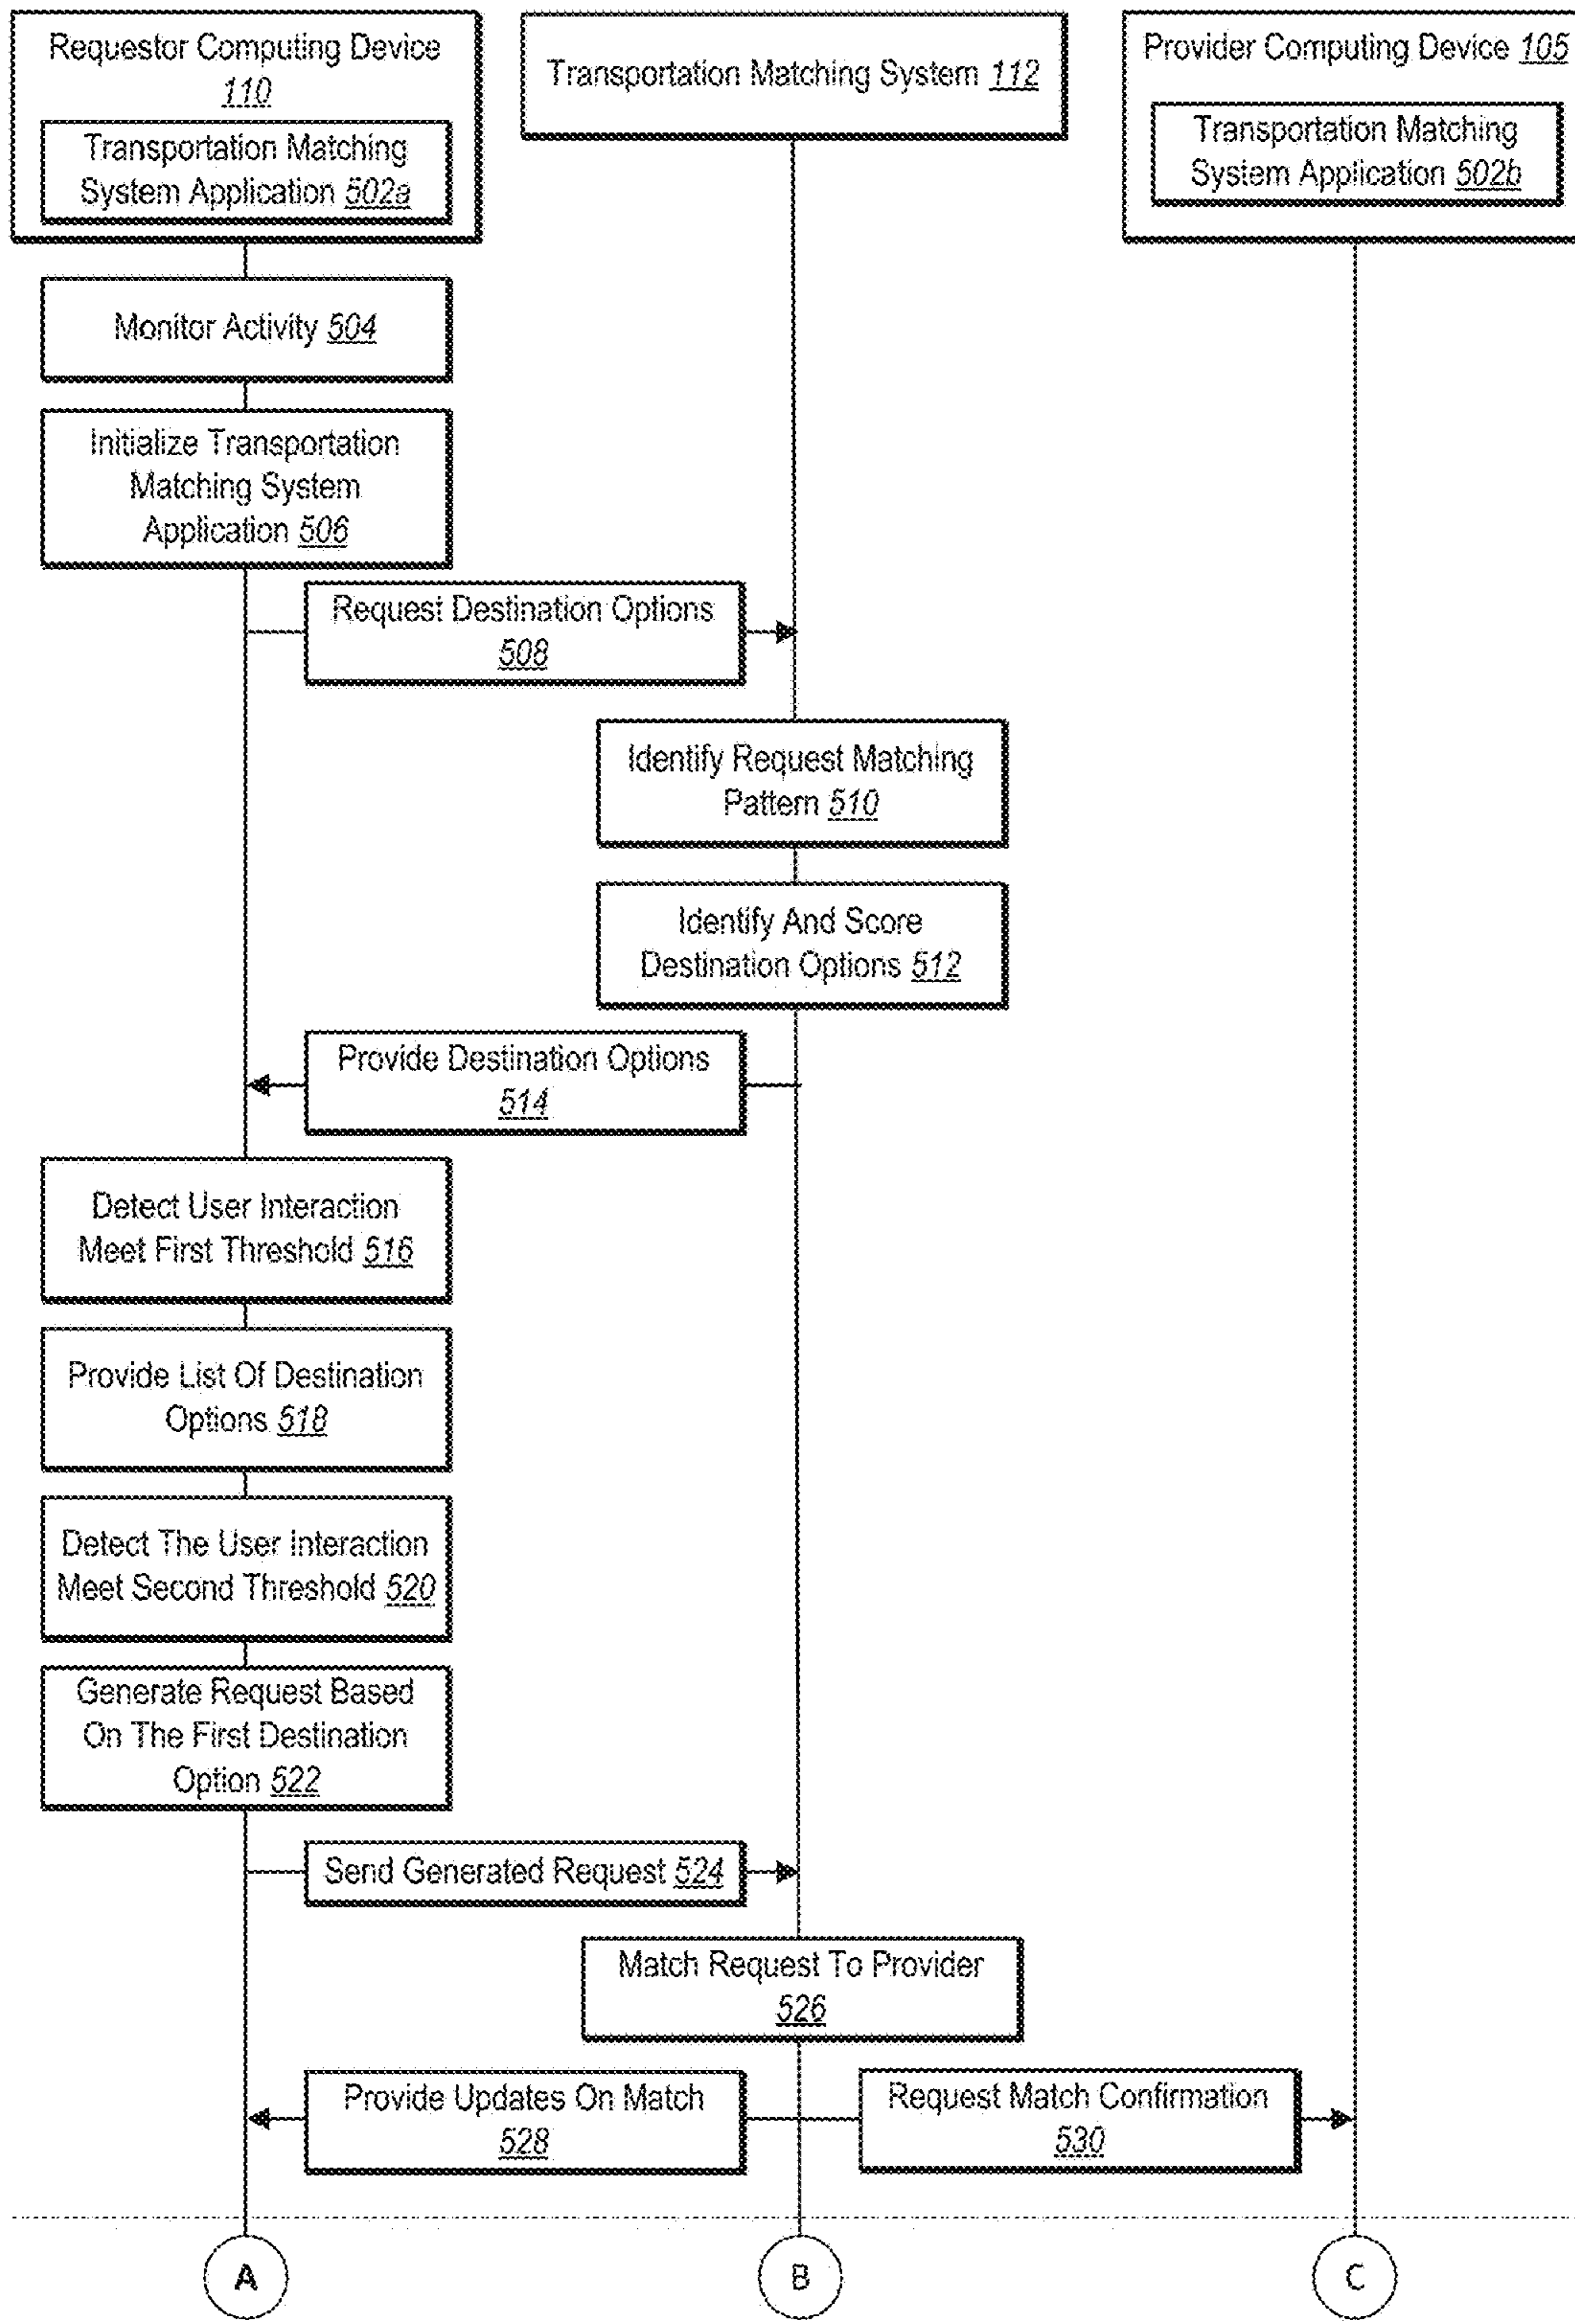 Requestor Computing Device
110
Transportation Matching
System Application 502a
Transportation Matching System 112
Provider Computing Device 105
Transportation Matching
System Application 502b
Monitor Activity 504
Initialize Transportation
Matching System
Application 506
Request Destination Options
508
Identify Request Matching
Pattern 510
Identify And Score
Destination Options 512
Provide Destination Options
514
Detect User Interaction
Meet First Threshold 516
Provide List Of Destination
Options 518
Detect The User Interaction
Meet Second Threshold 520
Generate Request Based
On The First Destination
Option 522
Send Generated Request 524
Match Request To Provider
526
Provide Updates On Match
528
Request Match Confirmation
530
A
B
C